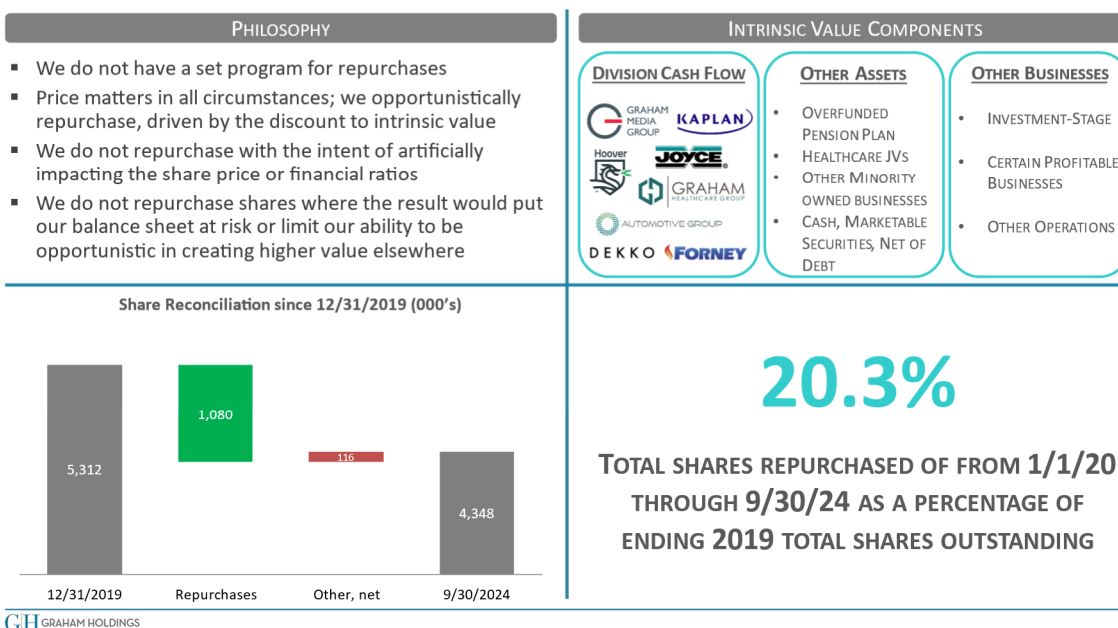 PHILOSOPHY
▪ We do not have a set program for repurchases
▪ Price matters in all circumstances; we opportunistically
repurchase, driven by the discount to intrinsic value
▪ We do not repurchase with the intent of artificially
impacting the share price or financial ratios
▪ We do not repurchase shares where the result would put
our balance sheet at risk or limit our ability to be
opportunistic in creating higher value elsewhere
INTRINSIC VALUE COMPONENTS
DIVISION CASH FLOW
GRAHAM
MEDIA
GROUP
KAPLAN
Hoover
JOYCE
GRAHAM
HEALTHCARE GROUP
AUTOMOTIVE GROUP
DEKKO
FORNEY
OTHER ASSETS
• OVERFUNDED
PENSION PLAN
• HEALTHCARE JVS
• OTHER MINORITY
OWNED BUSINESSES
• CASH, MARKETABLE
SECURITIES, NET OF
DEBT
OTHER BUSINESSES
• INVESTMENT-STAGE
• CERTAIN PROFITABLE
BUSINESSES
• OTHER OPERATIONS
Share Reconciliation since 12/31/2019 (000's)
5,312
1,080
116
4,348
12/31/2019
Repurchases
Other, net
9/30/2024
20.3%
TOTAL SHARES REPURCHASED OF FROM 1/1/20
THROUGH 9/30/24 AS A PERCENTAGE OF
ENDING 2019 TOTAL SHARES OUTSTANDING
GH GRAHAM HOLDINGS